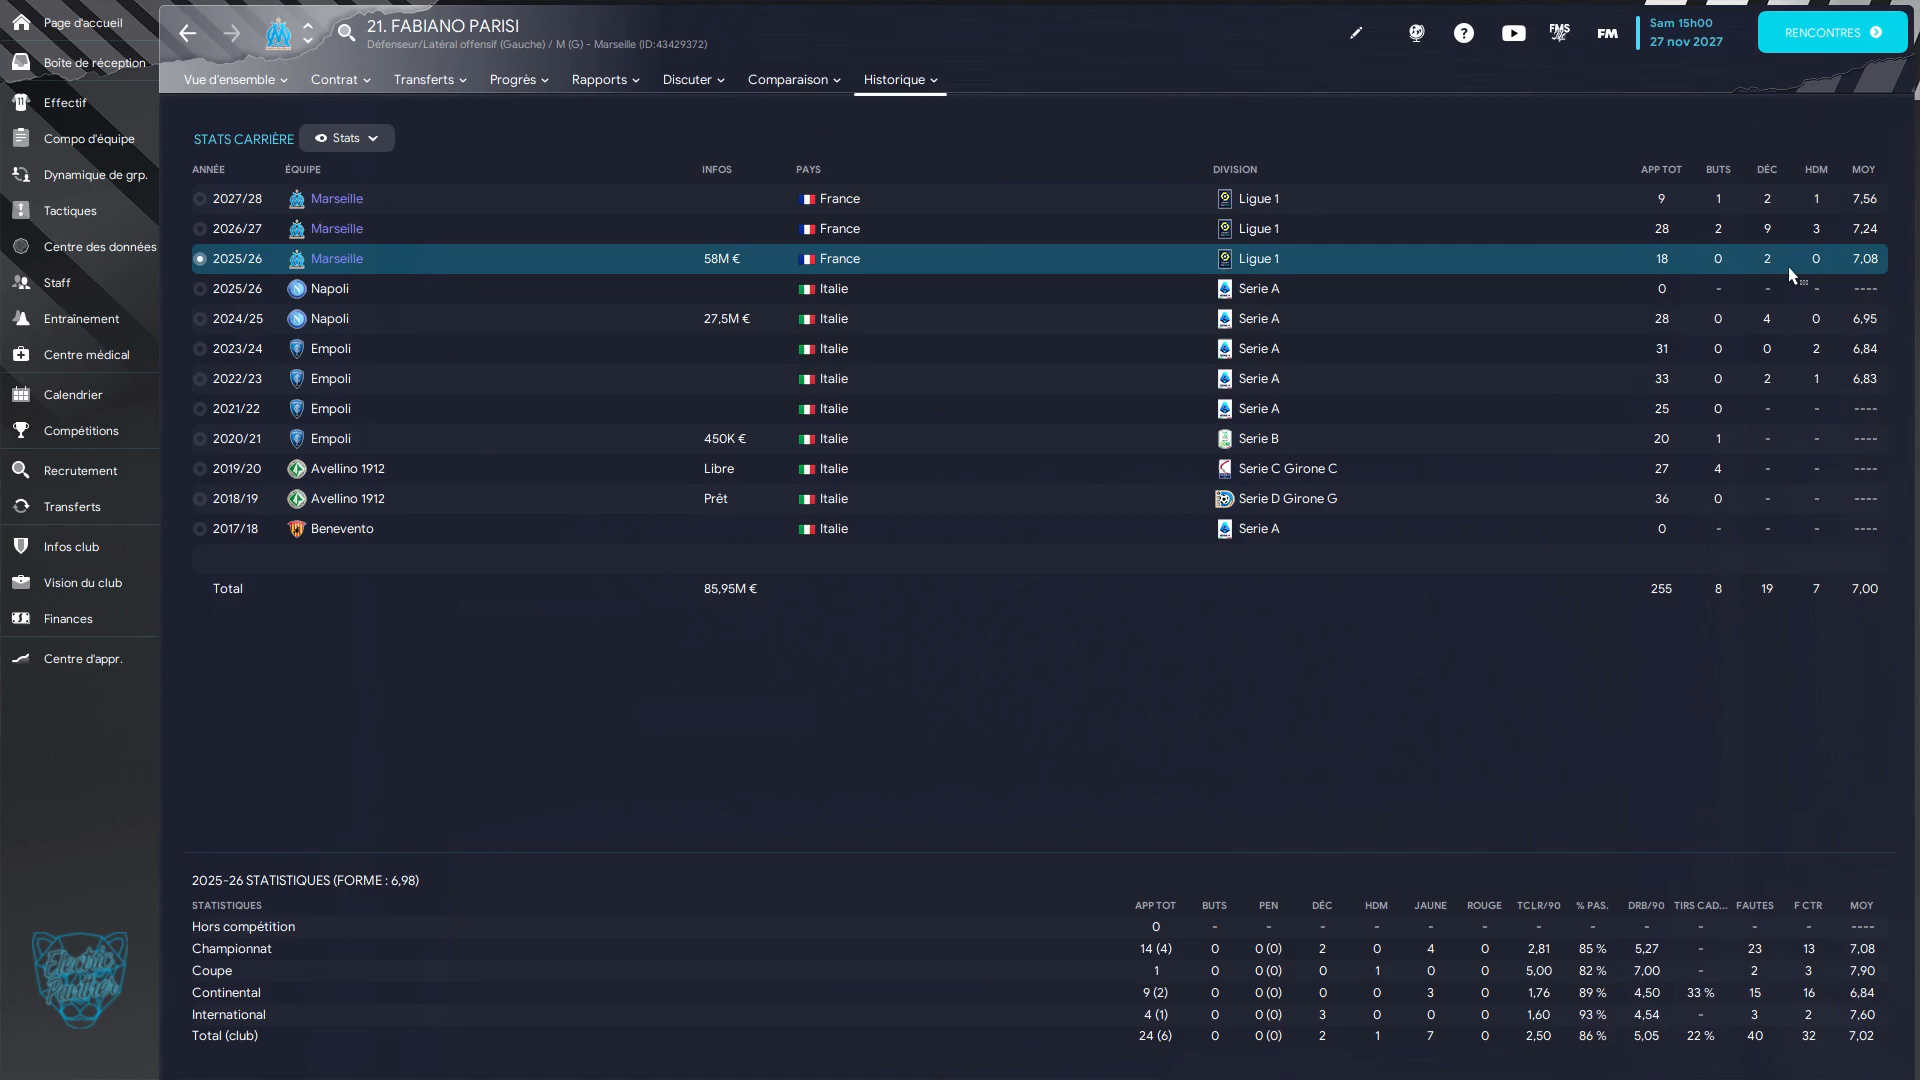 Page d'accueil
Boîte de réception
Effectif
Compo d'équipe
Dynamique de grp.
Tactiques
Centre des données
Staff
Entraînement
Centre médical
Calendrier
Compétitions
Recrutement
Transferts
Infos club
Vision du club
Finances
Centre d'appr.
Electric Panther
21. FABIANO PARISI
Défenseur/Latéral offensif (Gauche) / M (G) - Marseille (ID:43429372)
FMS
FM
Sam 15h00
27 nov 2027
RENCONTRES
Vue d'ensemble Contrat Transferts Progrès Rapports Discuter Comparaison Historique
STATS CARRIÈRE Stats
ANNÉE ÉQUIPE INFOS PAYS DIVISION APP TOT BUTS DÉC HDM MOY
2027/28 Marseille France Ligue 1 9 1 2 1 7,56
2026/27 Marseille France Ligue 1 28 2 9 3 7,24
2025/26 Marseille 58M € France Ligue 1 18 0 2 0 7,08
2025/26 Napoli Italie Serie A 0 - - - ----
2024/25 Napoli 27,5M € Italie Serie A 28 0 4 0 6,95
2023/24 Empoli Italie Serie A 31 0 0 2 6,84
2022/23 Empoli Italie Serie A 33 0 2 1 6,83
2021/22 Empoli Italie Serie A 25 0 - - ----
2020/21 Empoli 450K € Italie Serie B 20 1 - - ----
2019/20 Avellino 1912 Libre Italie Serie C Girone C 27 4 - - ----
2018/19 Avellino 1912 Prêt Italie Serie D Girone G 36 0 - - ----
2017/18 Benevento Italie Serie A 0 - - - ----
Total 85,95M € 255 8 19 7 7,00
2025-26 STATISTIQUES (FORME : 6,98)
STATISTIQUES APP TOT BUTS PEN DÉC HDM JAUNE ROUGE TCLR/90 % PAS. DRB/90 TIRS CAD... FAUTES F CTR MOY
Hors compétition 0 - - - - - - - - - - - - ----
Championnat 14 (4) 0 0 (0) 2 0 4 0 2,81 85 % 5,27 - 23 13 7,08
Coupe 1 0 0 (0) 0 1 0 0 5,00 82 % 7,00 - 2 3 7,90
Continental 9 (2) 0 0 (0) 0 0 3 0 1,76 89 % 4,50 33 % 15 16 6,84
International 4 (1) 0 0 (0) 3 0 0 0 1,60 93 % 4,54 - 3 2 7,60
Total (club) 24 (6) 0 0 (0) 2 1 7 0 2,50 86 % 5,05 22 % 40 32 7,02